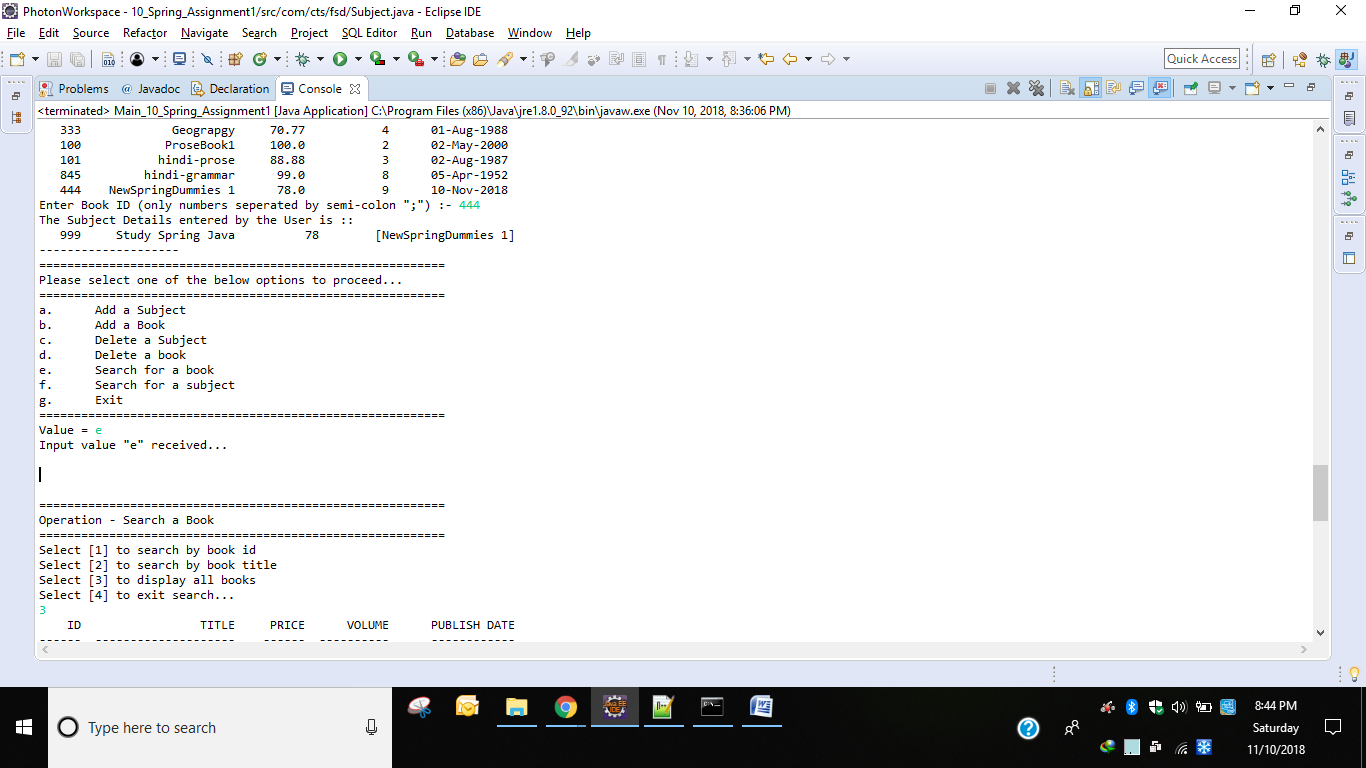 PhotonWorkspace - 10_Spring_Assignment1/src/com/cts/fsd/Subject.java - Eclipse IDE
File Edit Source Refactor Navigate Search Project SQL Editor Run Database Window Help
Quick Access
Problems @ Javadoc Declaration Console
<terminated> Main_10_Spring_Assignment1 [Java Application] C:\Program Files (x86)\Java\jre1.8.0_92\bin\javaw.exe (Nov 10, 2018, 8:36:06 PM)
333 Geograpgy 70.77 4 01-Aug-1988
100 ProseBook1 100.0 2 02-May-2000
101 hindi-prose 88.88 3 02-Aug-1987
845 hindi-grammar 99.0 8 05-Apr-1952
444 NewSpringDummies 1 78.0 9 10-Nov-2018
Enter Book ID (only numbers seperated by semi-colon ";") :- 444
The Subject Details entered by the User is ::
999 Study Spring Java 78 [NewSpringDummies 1]
--------------------
==========================================================
Please select one of the below options to proceed...
==========================================================
a. Add a Subject
b. Add a Book
c. Delete a Subject
d. Delete a book
e. Search for a book
f. Search for a subject
g. Exit
==========================================================
Value = e
Input value "e" received...
==========================================================
Operation - Search a Book
==========================================================
Select [1] to search by book id
Select [2] to search by book title
Select [3] to display all books
Select [4] to exit search...
3
ID TITLE PRICE VOLUME PUBLISH DATE
------ -------------------- ------ ---------- ------------
Type here to search
8:44 PM
Saturday
11/10/2018